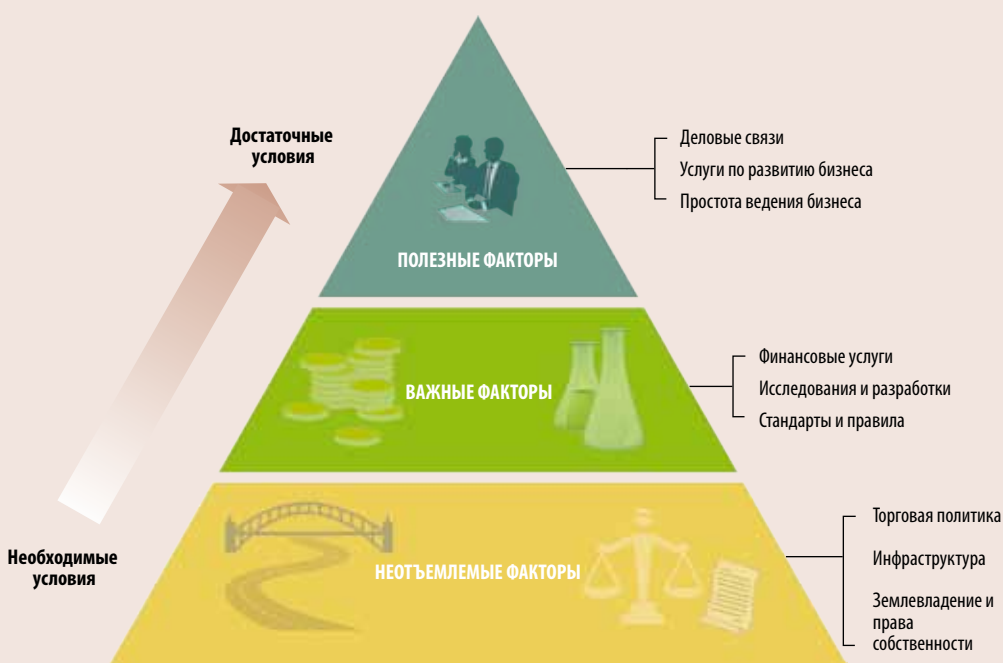 Достаточные
условия
Деловые связи
Услуги по развитию бизнеса
Простота ведения бизнеса
ПОЛЕЗНЫЕ ФАКТОРЫ
Финансовые услуги
Исследования и разработки
Стандарты и правила
ВАЖНЫЕ ФАКТОРЫ
Необходимые
условия
НЕОТЪЕМЛЕМЫЕ ФАКТОРЫ
Торговая политика
Инфраструктура
Землевладение и
права
собственности